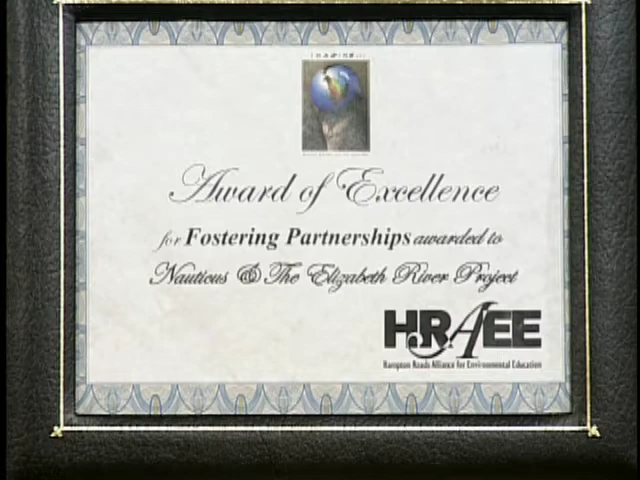 Award of Excellence
for Fostering Partnerships awarded to
Nauticus & The Elizabeth River Project
HRAEE
Hampton Roads Alliance for Environmental Education